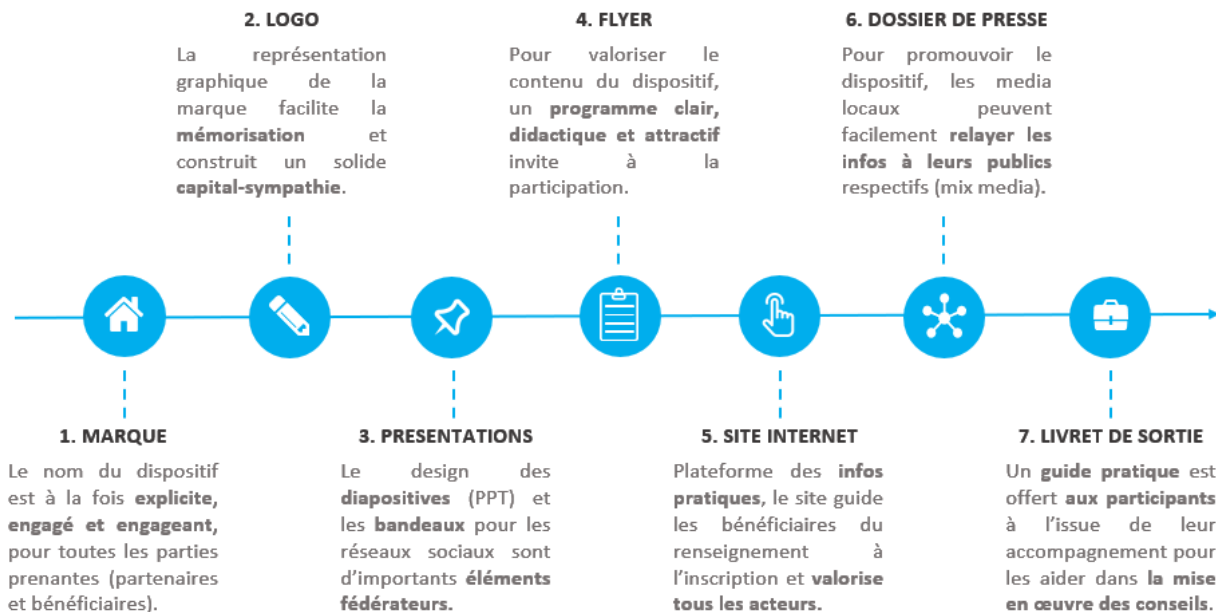 2. LOGO
La représentation
graphique de la
marque facilite la
mémorisation et
construit un solide
capital-sympathie.
4. FLYER
Pour valoriser le
contenu du dispositif,
un programme clair,
didactique et attractif
invite à la
participation.
6. DOSSIER DE PRESSE
Pour promouvoir le
dispositif, les media
locaux peuvent
facilement relayer les
infos à leurs publics
respectifs (mix media).
1. MARQUE
Le nom du dispositif
est à la fois explicite,
engagé et engageant,
pour toutes les parties
prenantes (partenaires
et bénéficiaires).
3. PRESENTATIONS
Le design des
diapositives (PPT) et
les bandeaux pour les
réseaux sociaux sont
d'importants éléments
fédérateurs.
5. SITE INTERNET
Plateforme des infos
pratiques, le site guide
les bénéficiaires du
renseignement à
l'inscription et valorise
tous les acteurs.
7. LIVRET DE SORTIE
Un guide pratique est
offert aux participants
à l'issue de leur
accompagnement pour
les aider dans la mise
en œuvre des conseils.